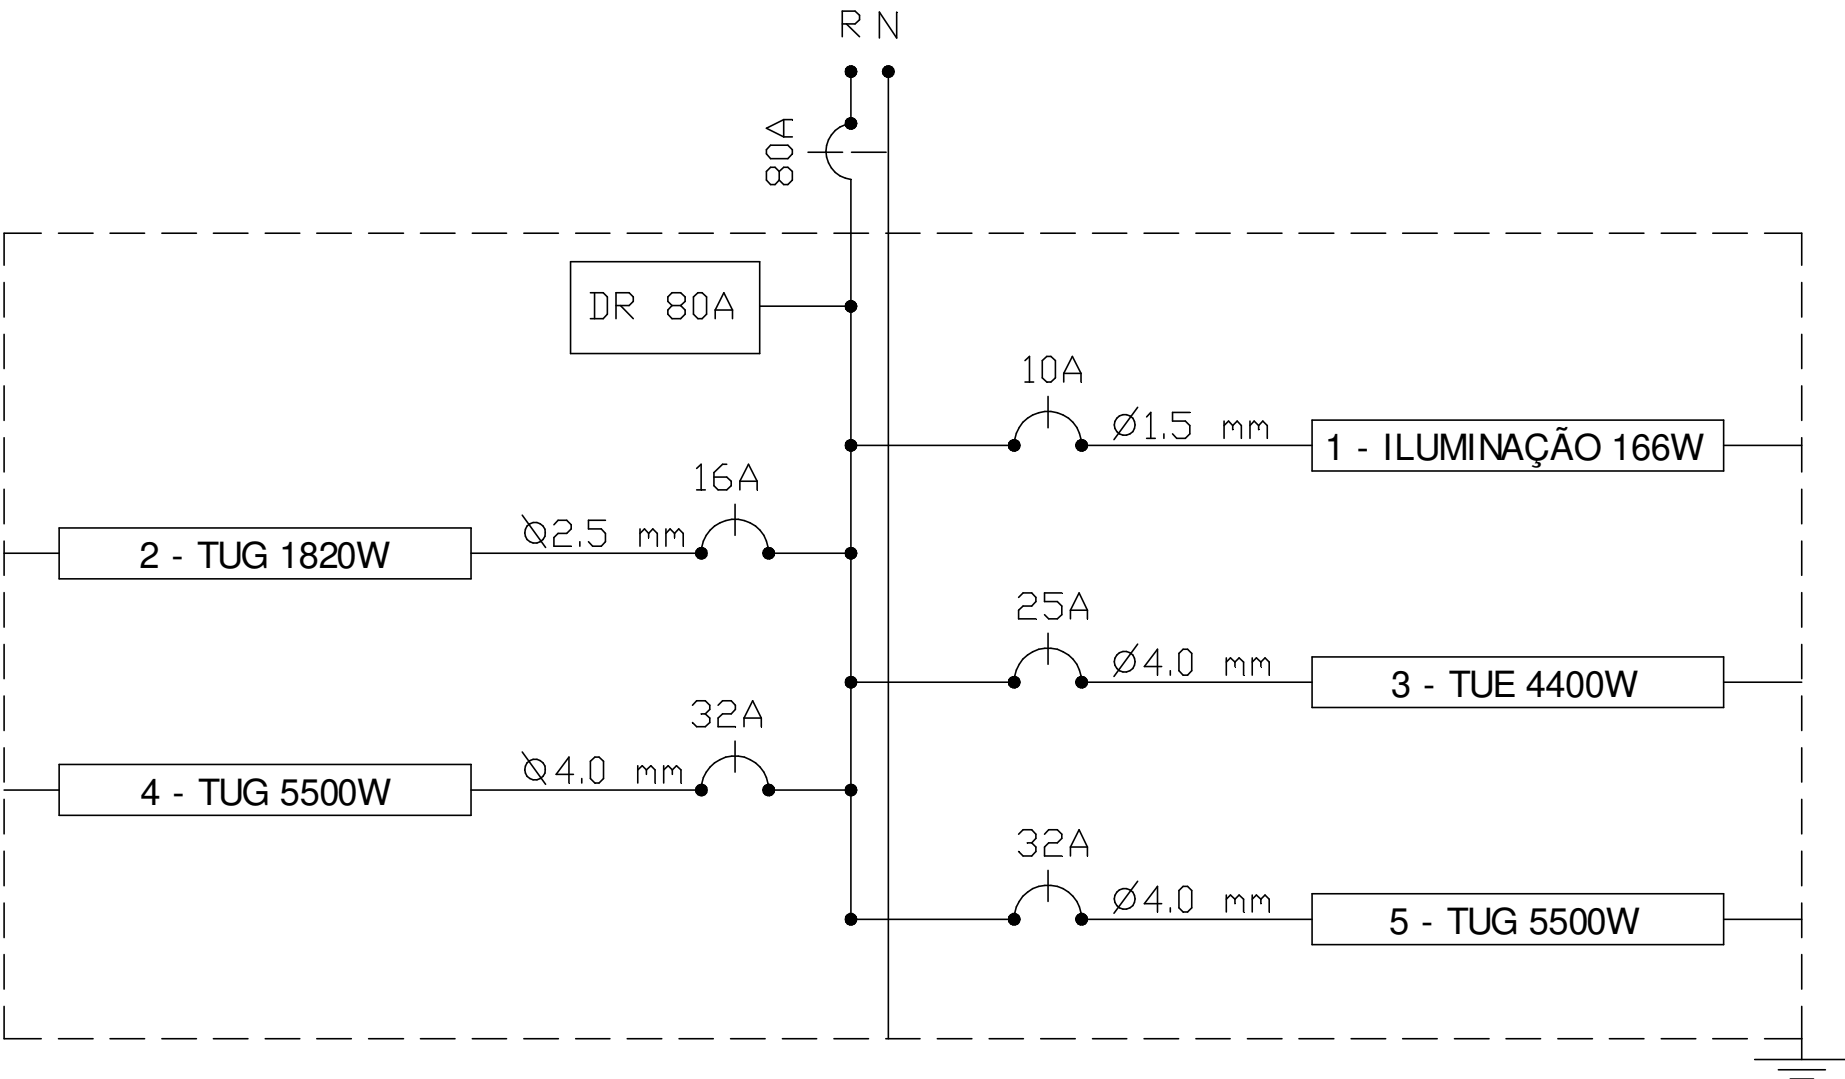 R N
80A
DR 80A
10A
Ø1.5 mm
1 - ILUMINAÇÃO 166W
16A
Ø2.5 mm
2 - TUG 1820W
25A
Ø4.0 mm
3 - TUE 4400W
32A
Ø4.0 mm
4 - TUG 5500W
32A
Ø4.0 mm
5 - TUG 5500W